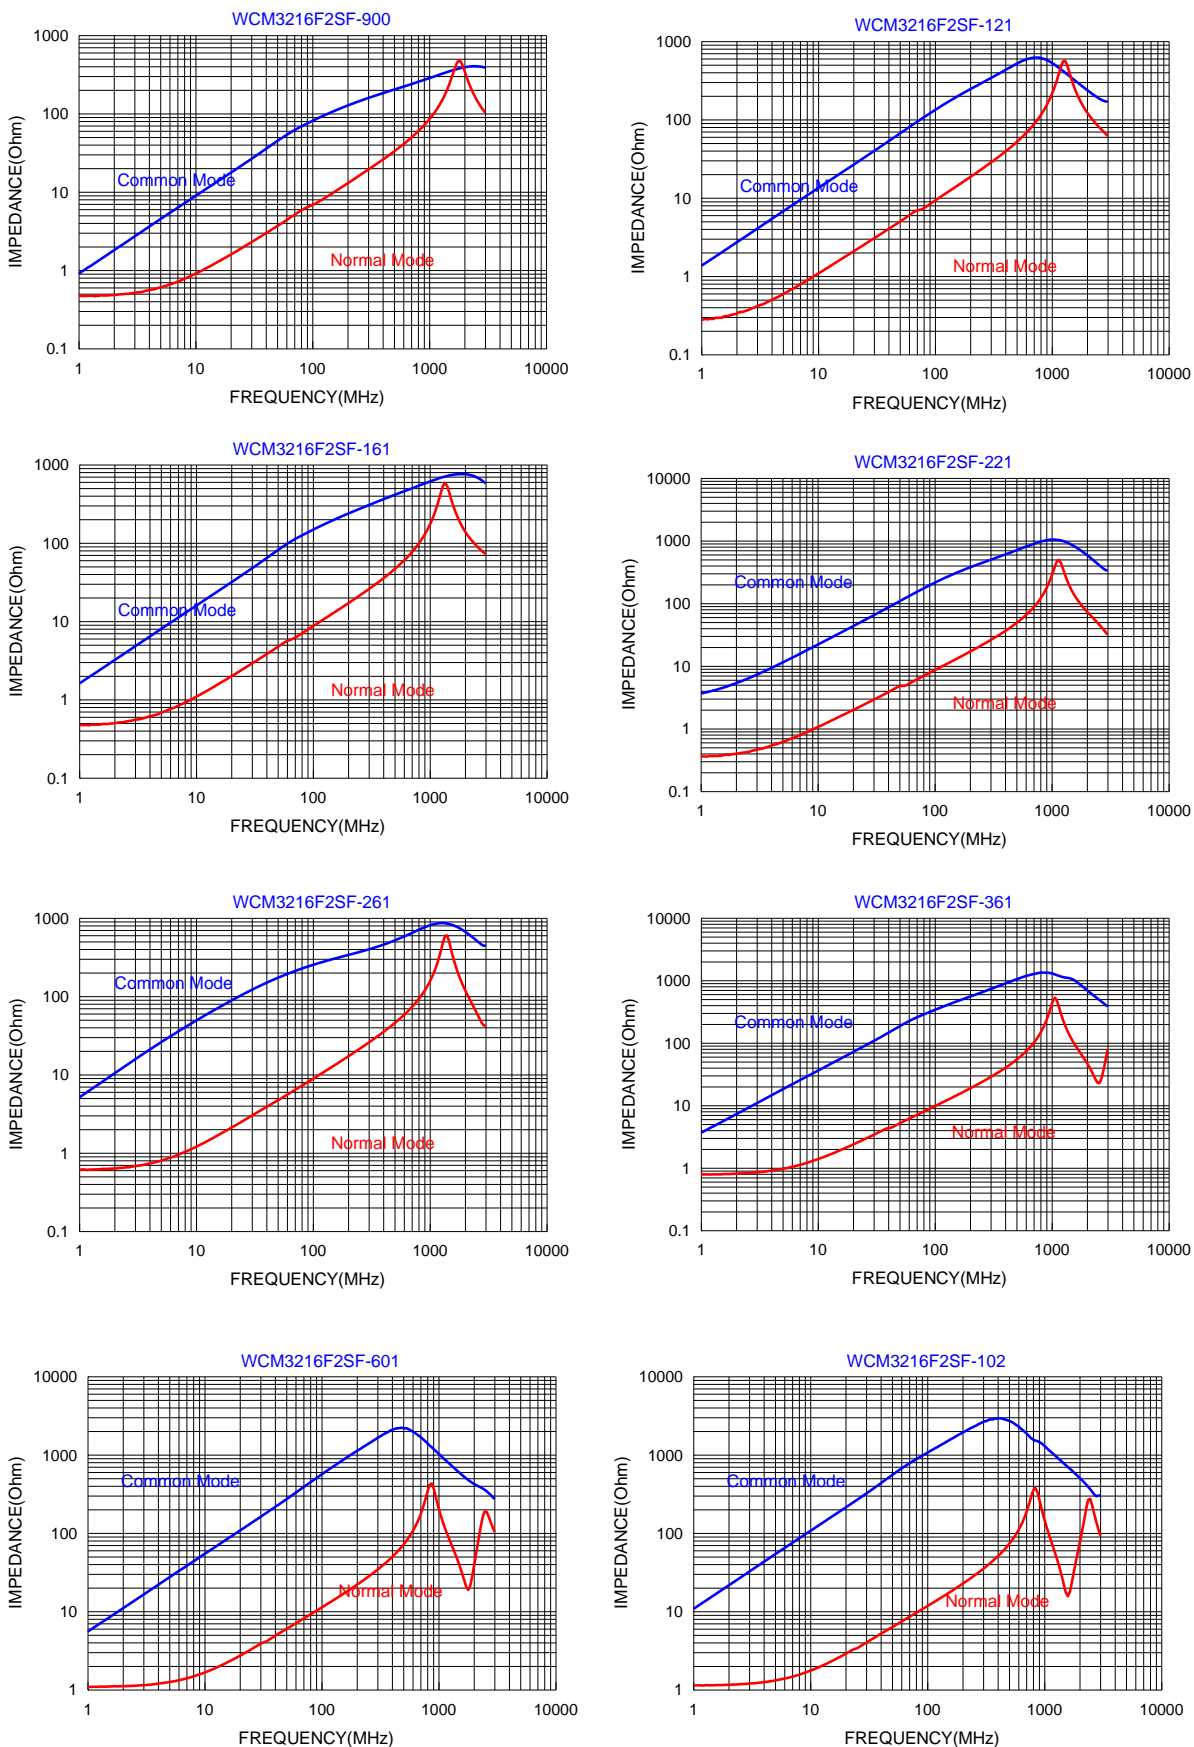 WCM3216F2SF-900
IMPEDANCE(Ohm)
1000
100
10
1
0.1
Common Mode
Normal Mode
1 10 100 1000 10000
FREQUENCY(MHz)
WCM3216F2SF-121
IMPEDANCE(Ohm)
1000
100
10
1
0.1
Common Mode
Normal Mode
1 10 100 1000 10000
FREQUENCY(MHz)
WCM3216F2SF-161
IMPEDANCE(Ohm)
1000
100
10
1
0.1
Common Mode
Normal Mode
1 10 100 1000 10000
FREQUENCY(MHz)
WCM3216F2SF-221
IMPEDANCE(Ohm)
10000
1000
100
10
1
0.1
Common Mode
Normal Mode
1 10 100 1000 10000
FREQUENCY(MHz)
WCM3216F2SF-261
IMPEDANCE(Ohm)
1000
100
10
1
0.1
Common Mode
Normal Mode
1 10 100 1000 10000
FREQUENCY(MHz)
WCM3216F2SF-361
IMPEDANCE(Ohm)
10000
1000
100
10
1
0.1
Common Mode
Normal Mode
1 10 100 1000 10000
FREQUENCY(MHz)
WCM3216F2SF-601
IMPEDANCE(Ohm)
10000
1000
100
10
1
Common Mode
Normal Mode
1 10 100 1000 10000
FREQUENCY(MHz)
WCM3216F2SF-102
IMPEDANCE(Ohm)
10000
1000
100
10
1
Common Mode
Normal Mode
1 10 100 1000 10000
FREQUENCY(MHz)